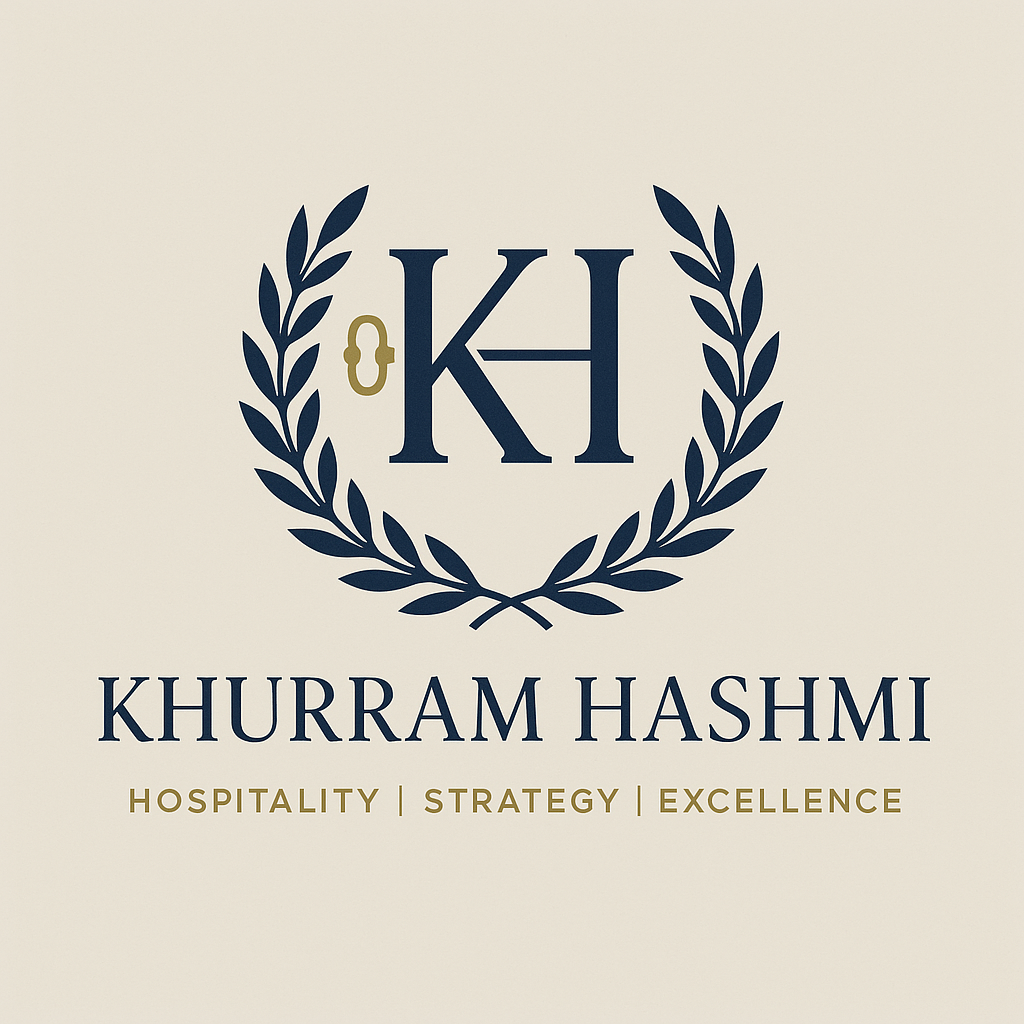 KH
KHURRAM HASHMI
HOSPITALITY | STRATEGY | EXCELLENCE